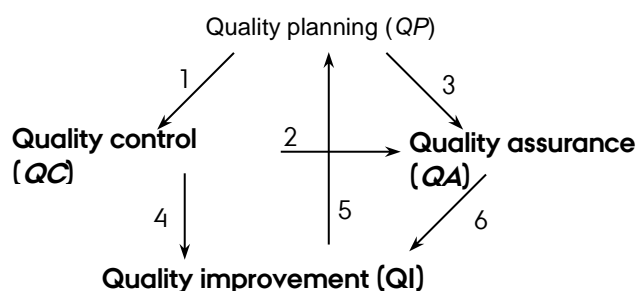 Quality planning (QP)
1
3
Quality control
(QC)
2
Quality assurance
(QA)
4
5
6
Quality improvement (QI)